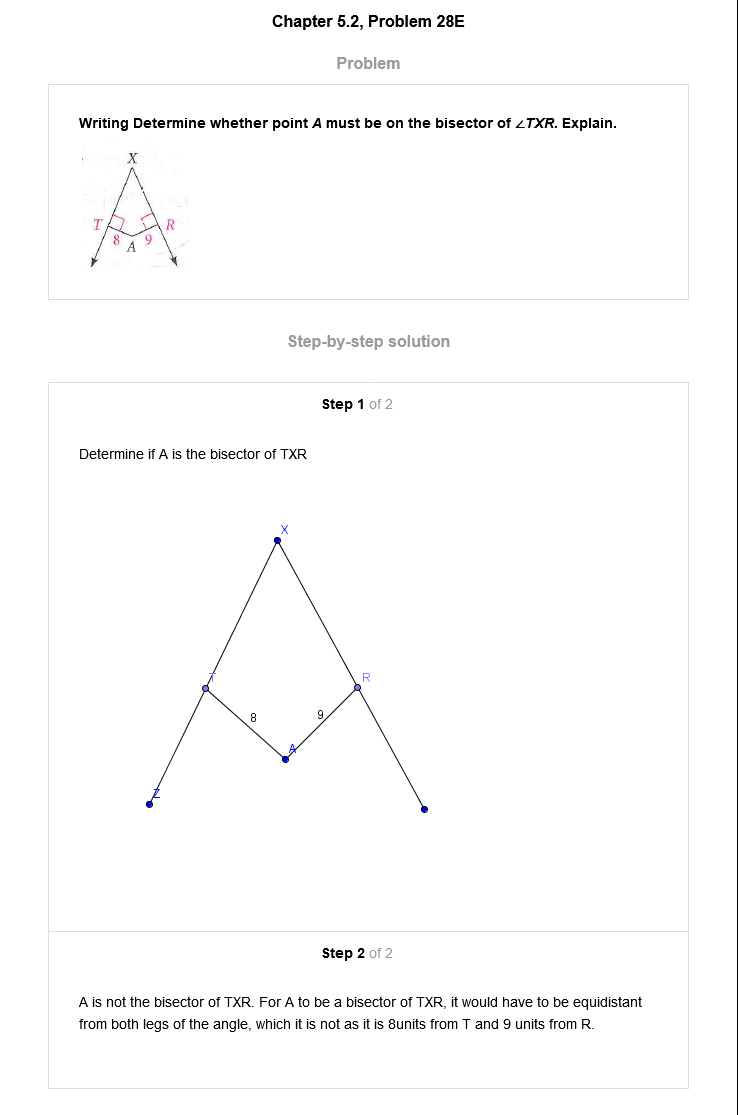 Chapter 5.2, Problem 28E
Problem
Writing Determine whether point A must be on the bisector of ∠TXR. Explain.
X
T
R
8
A
9
Step-by-step solution
Step 1 of 2
Determine if A is the bisector of TXR
X
T
R
8
9
A
Z
Step 2 of 2
A is not the bisector of TXR. For A to be a bisector of TXR, it would have to be equidistant
from both legs of the angle, which it is not as it is 8units from T and 9 units from R.